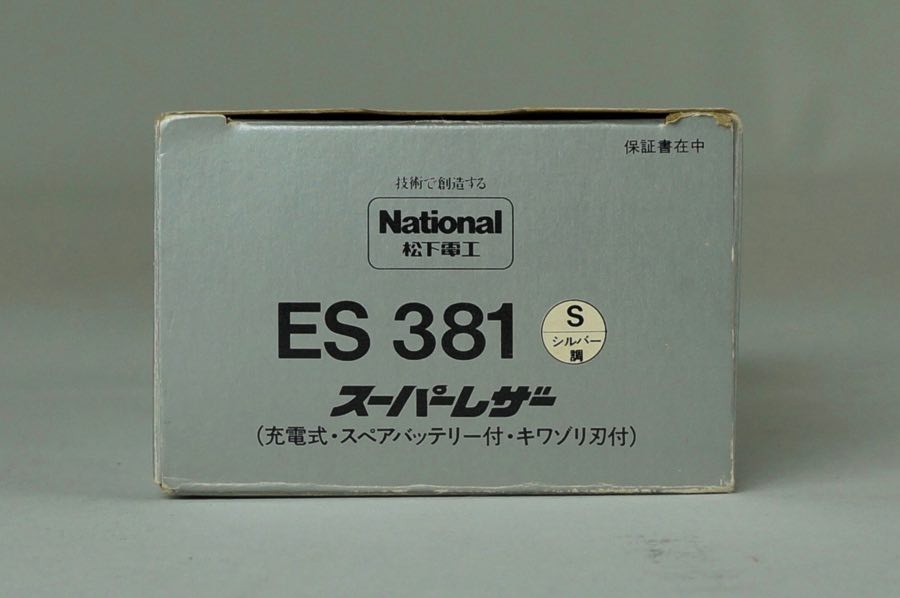 保証書在中
技術で創造する
National
松下電工
ES 381
S
シルバー
調
スーパーレザー
(充電式・スペアバッテリー付・キワゾリ刃付)